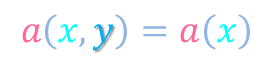 a(x, y) = a(x)